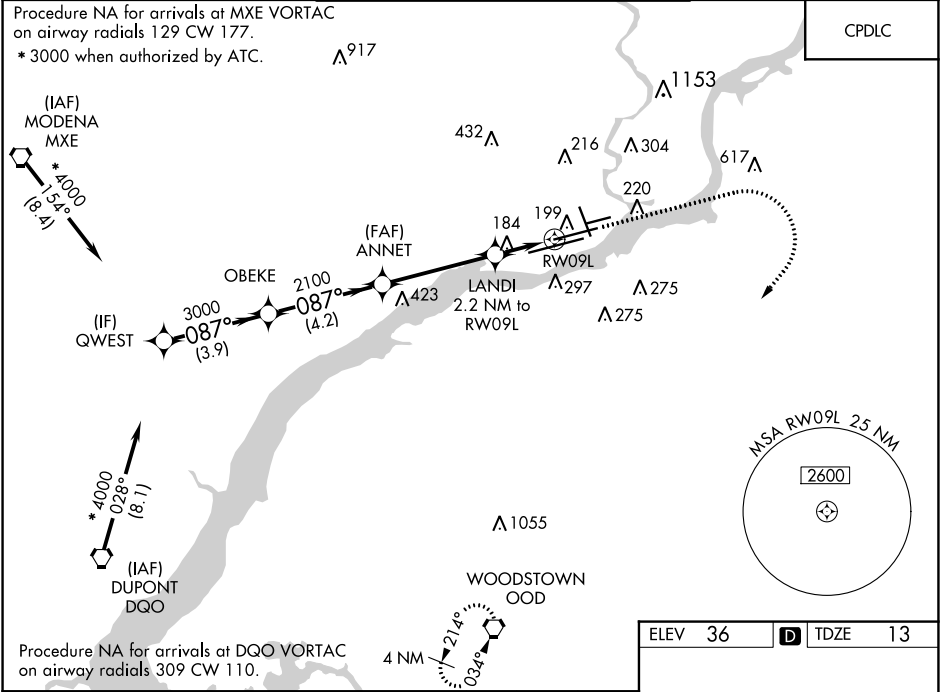 Procedure NA for arrivals at MXE VORTAC
on airway radials 129 CW 177.
* 3000 when authorized by ATC.
CPDLC
917
1153
(IAF)
MODENA
MXE
* 4000
154°
(8.4)
432
216
304
617
220
199
184
(FAF)
ANNET
RW09L
OBEKE
2100
087°
(4.2)
LANDI
2.2 NM to
RW09L
423
297
275
275
3000
087°
(3.9)
(IF)
QWEST
MSA RW09L 25 NM
2600
* 4000
028°
(8.1)
(IAF)
DUPONT
DQO
1055
WOODSTOWN
OOD
214°
034°
4 NM
Procedure NA for arrivals at DQO VORTAC
on airway radials 309 CW 110.
ELEV 36 D TDZE 13